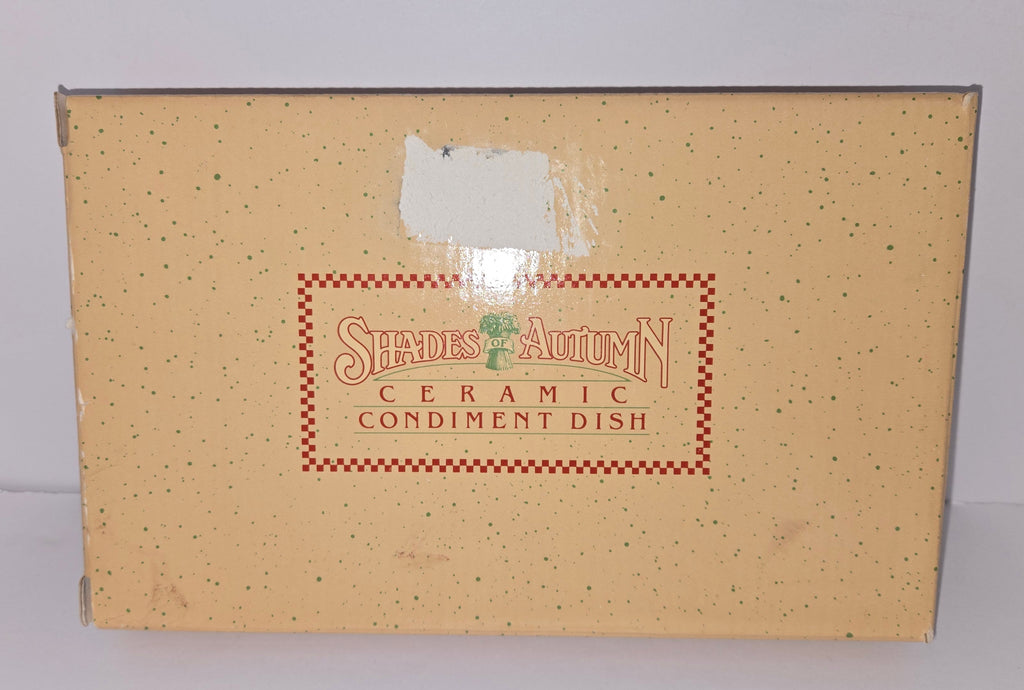 SHADES OF AUTUMN
CERAMIC
CONDIMENT DISH